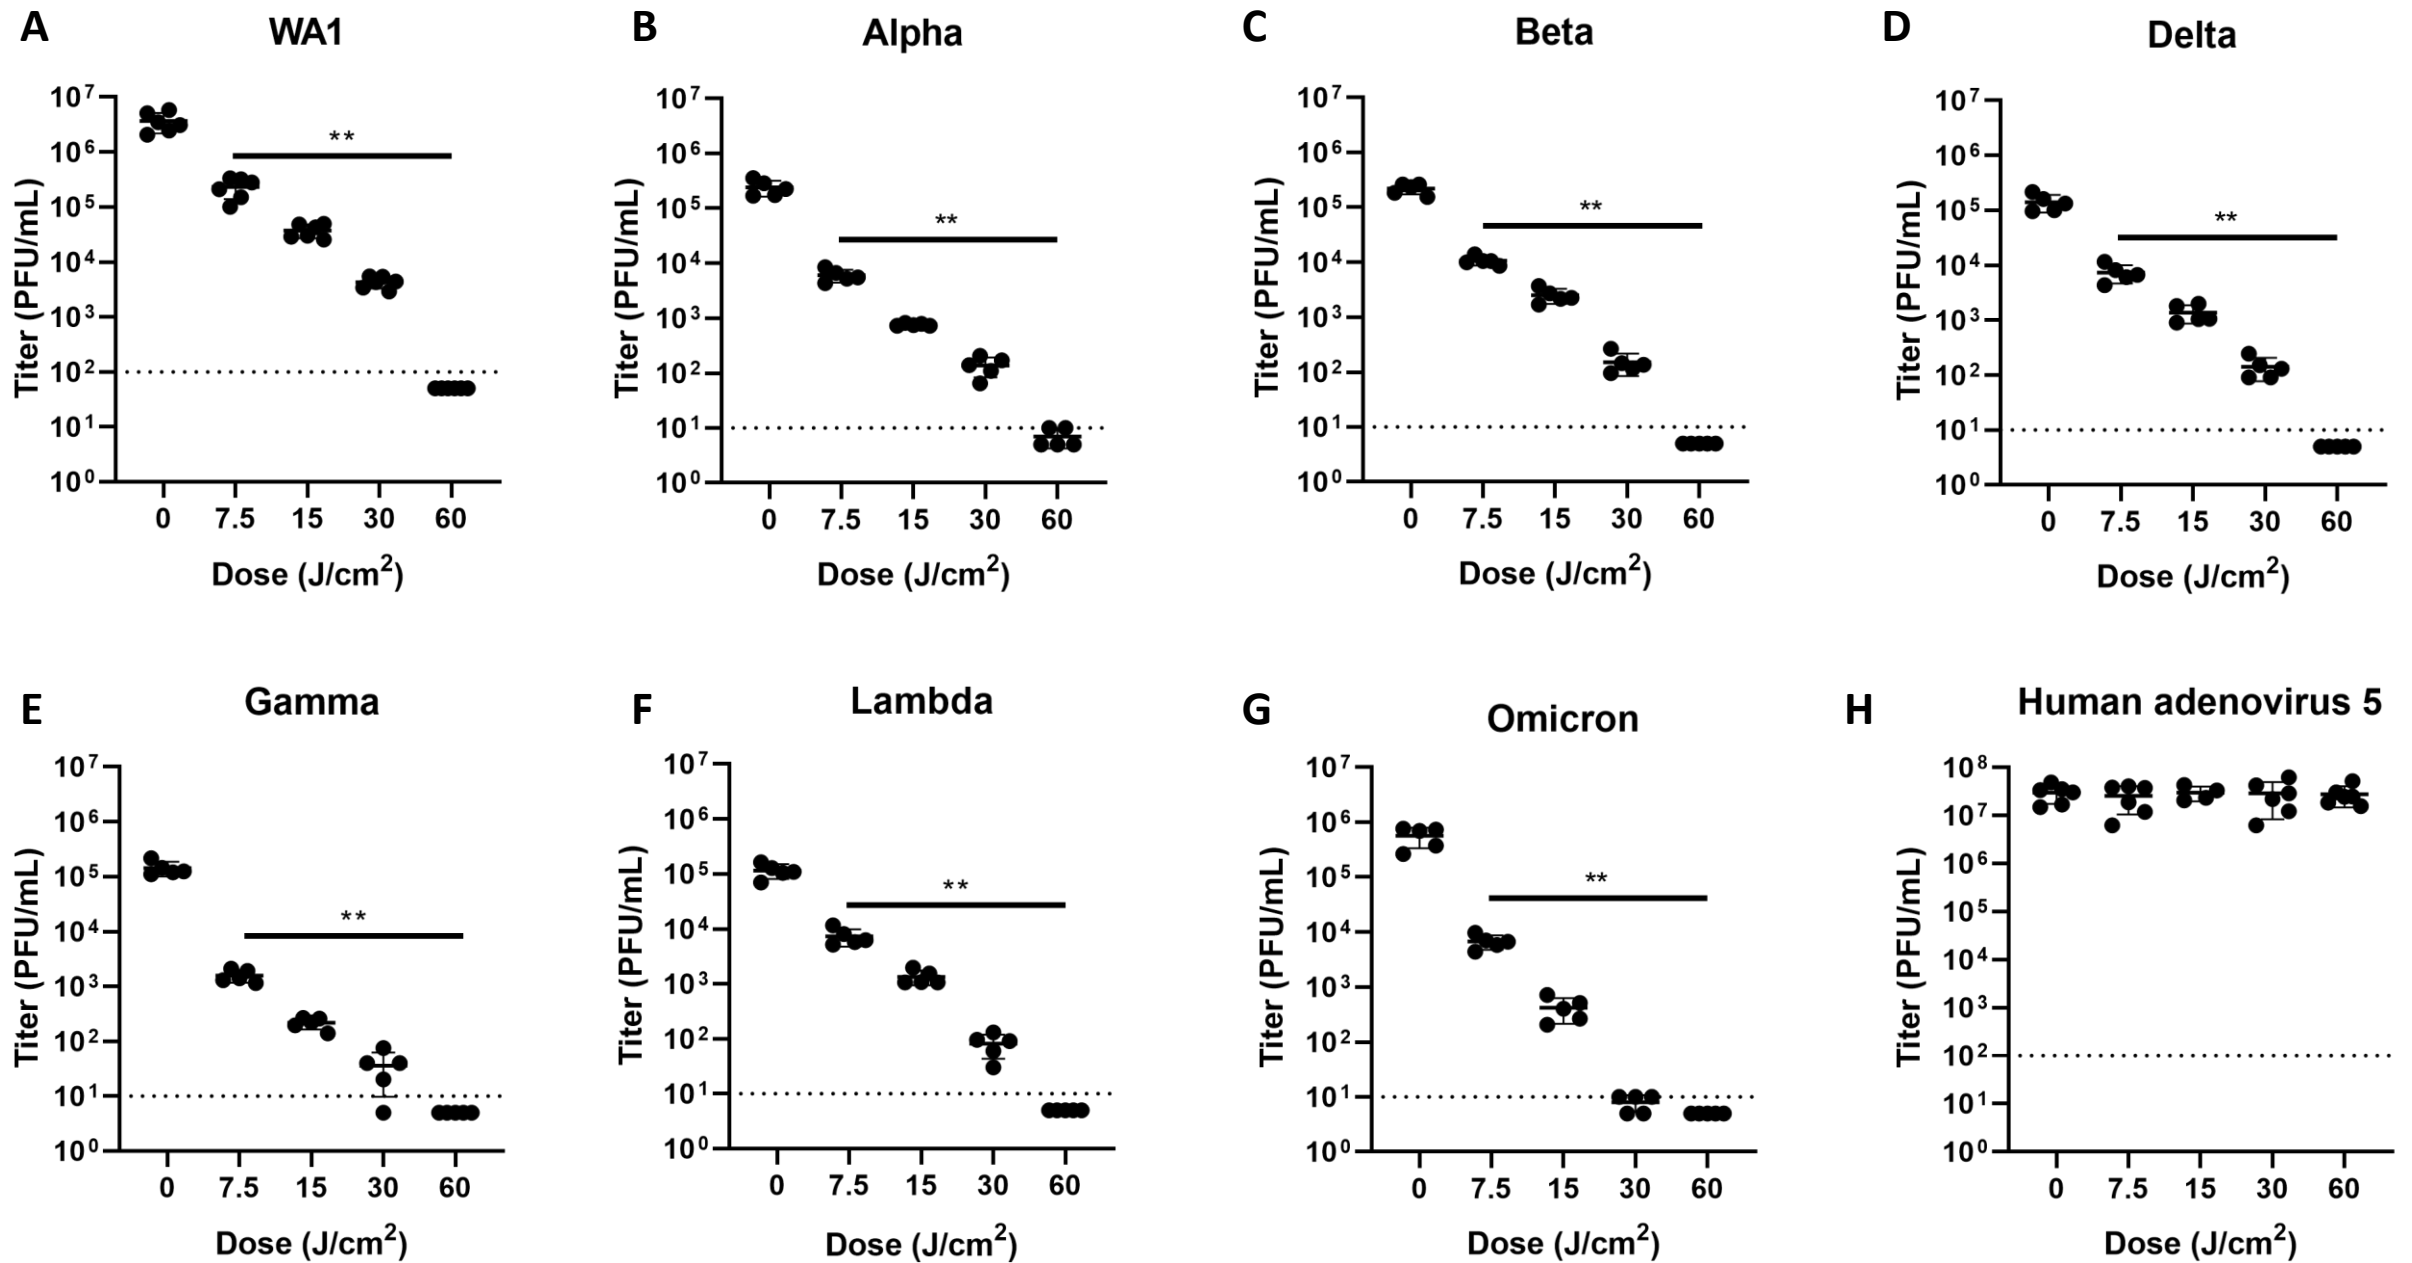 A WA1
10⁷
10⁶
10⁵
10⁴
10³
10²
10¹
10⁰
Titer (PFU/mL)
**
0 7.5 15 30 60
Dose (J/cm²)
B Alpha
10⁷
10⁶
10⁵
10⁴
10³
10²
10¹
10⁰
Titer (PFU/mL)
**
0 7.5 15 30 60
Dose (J/cm²)
C Beta
10⁷
10⁶
10⁵
10⁴
10³
10²
10¹
10⁰
Titer (PFU/mL)
**
0 7.5 15 30 60
Dose (J/cm²)
D Delta
10⁷
10⁶
10⁵
10⁴
10³
10²
10¹
10⁰
Titer (PFU/mL)
**
0 7.5 15 30 60
Dose (J/cm²)
E Gamma
10⁷
10⁶
10⁵
10⁴
10³
10²
10¹
10⁰
Titer (PFU/mL)
**
0 7.5 15 30 60
Dose (J/cm²)
F Lambda
10⁷
10⁶
10⁵
10⁴
10³
10²
10¹
10⁰
Titer (PFU/mL)
**
0 7.5 15 30 60
Dose (J/cm²)
G Omicron
10⁷
10⁶
10⁵
10⁴
10³
10²
10¹
10⁰
Titer (PFU/mL)
**
0 7.5 15 30 60
Dose (J/cm²)
H Human adenovirus 5
10⁸
10⁷
10⁶
10⁵
10⁴
10³
10²
10¹
10⁰
Titer (PFU/mL)
0 7.5 15 30 60
Dose (J/cm²)